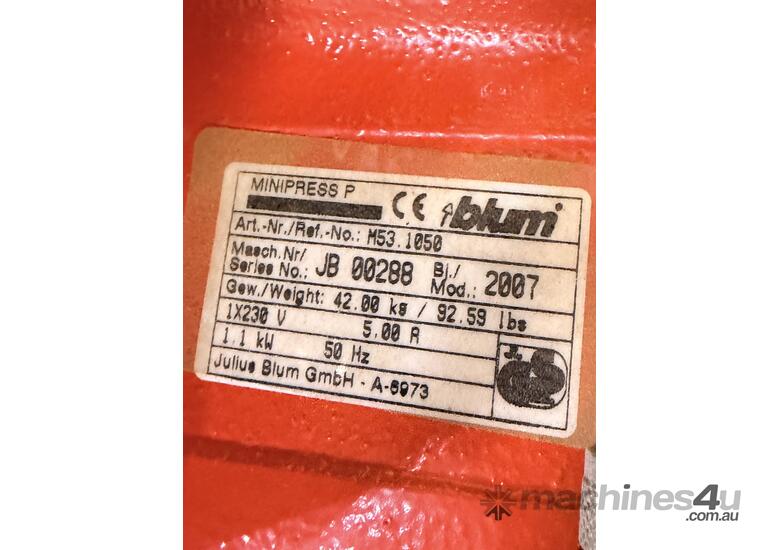 MINIPRESS P
CE blum
Art.-Nr./Ref.-No.: M53.1050
Masch.Nr/ Series No.: JB 00288 Bj./ Mod.: 2007
Gew./Weight: 42.00 kg / 92.59 lbs
1X230 V 5.00 A
1.1 kW 50 Hz
Julius Blum GmbH - A-6973
machines4u
.com.au